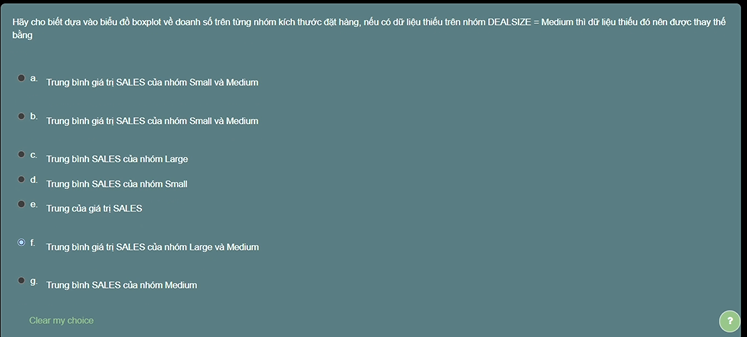 Hãy cho biết dựa vào biểu đồ boxplot về doanh số trên từng nhóm kích thước đặt hàng, nếu có dữ liệu thiếu trên nhóm DEALSIZE = Medium thì dữ liệu thiếu đó nên được thay thế
bằng
a. Trung bình giá trị SALES của nhóm Small và Medium
b. Trung bình giá trị SALES của nhóm Small và Medium
c. Trung bình SALES của nhóm Large
d. Trung bình SALES của nhóm Small
e. Trung của giá trị SALES
f. Trung bình giá trị SALES của nhóm Large và Medium
g. Trung bình SALES của nhóm Medium
Clear my choice
?